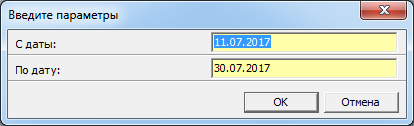 Введите параметры
С даты: 11.07.2017
По дату: 30.07.2017
OK Отмена